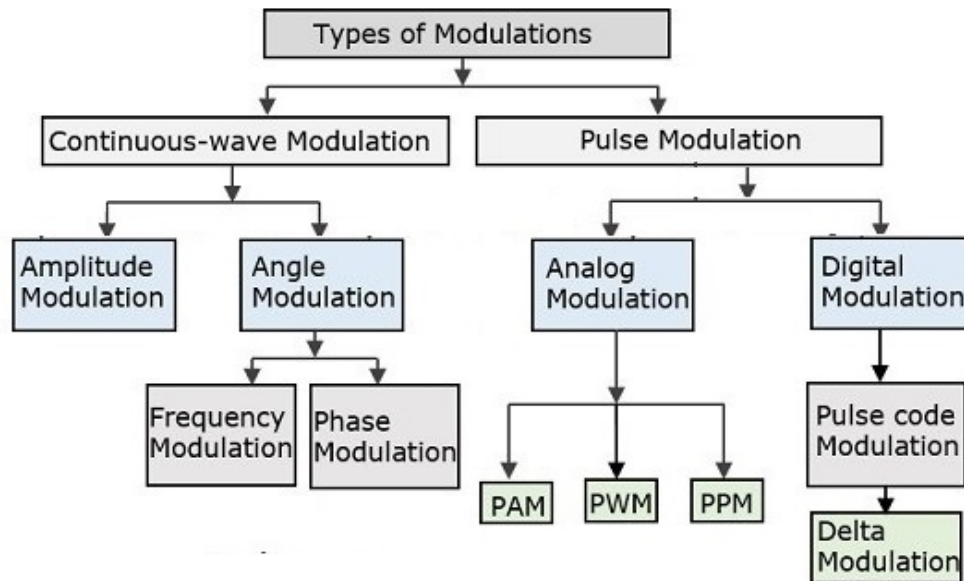 Types of Modulations
Continuous-wave Modulation
Pulse Modulation
Amplitude
Modulation
Angle
Modulation
Analog
Modulation
Digital
Modulation
Frequency
Modulation
Phase
Modulation
Pulse code
Modulation
PAM
PWM
PPM
Delta
Modulation